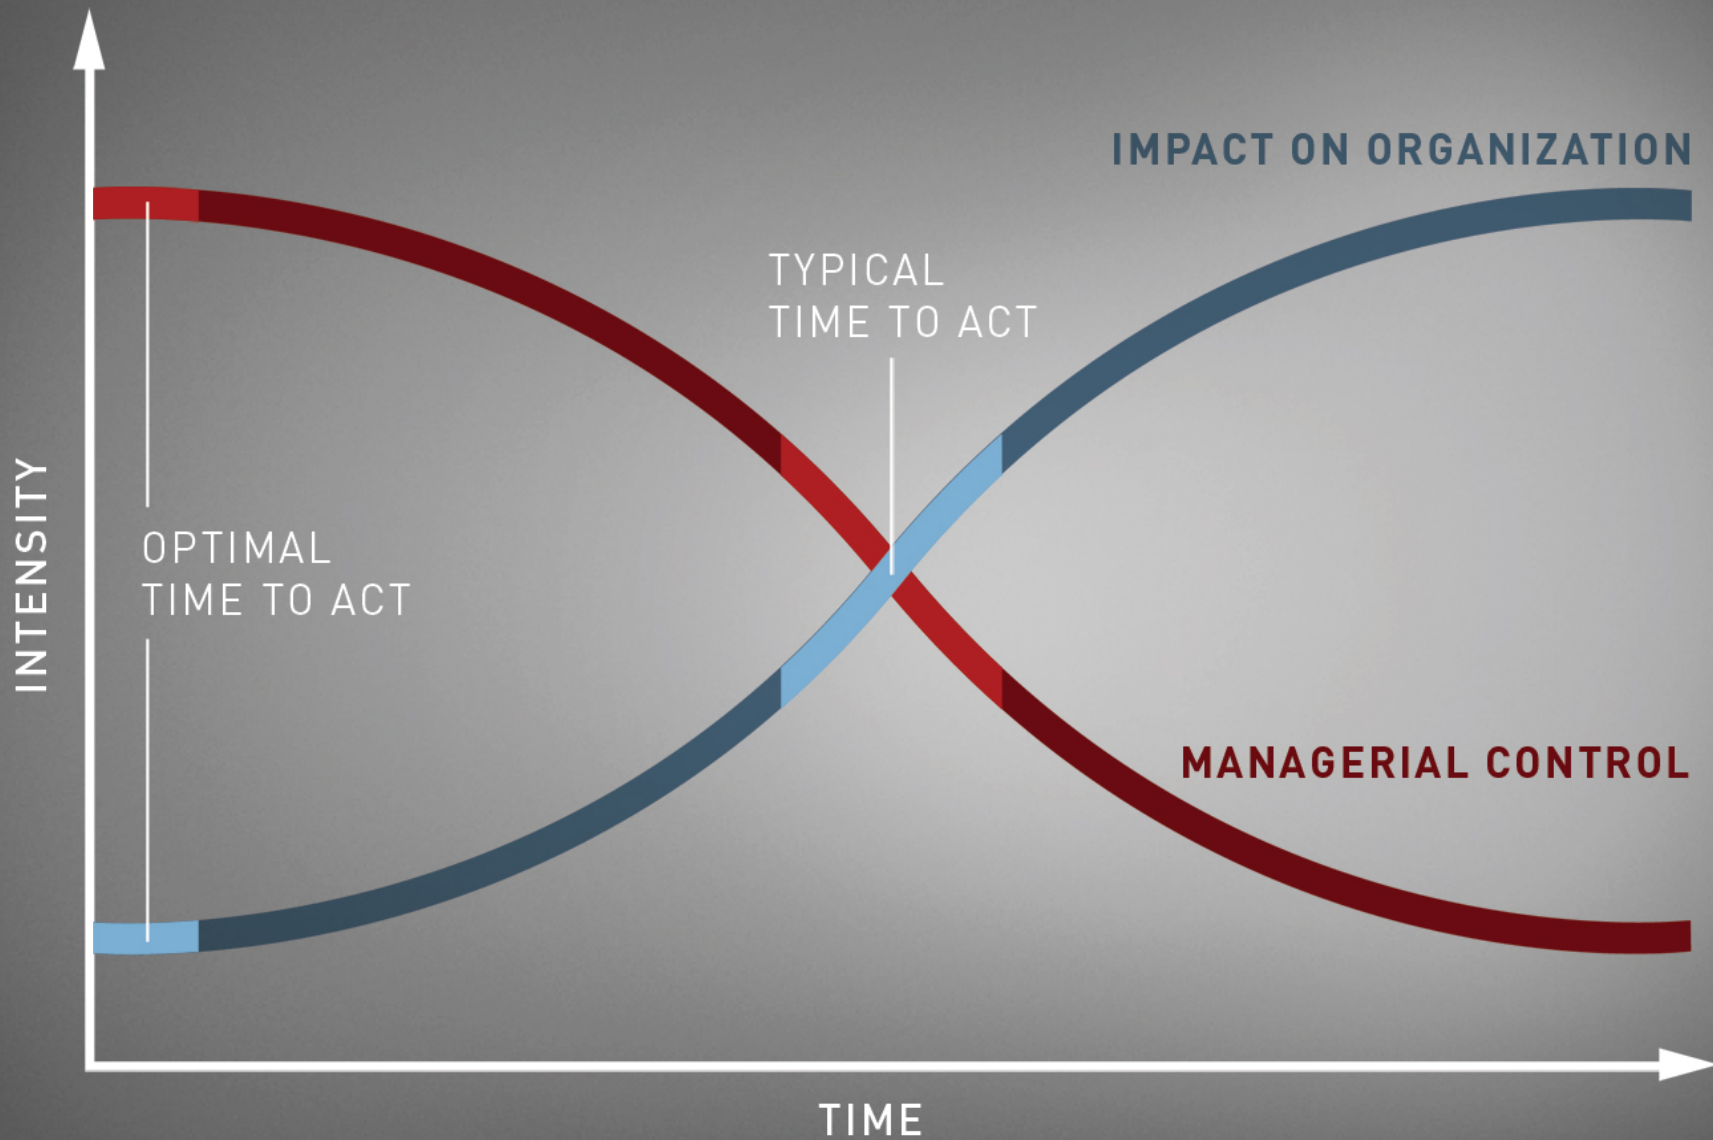 IMPACT ON ORGANIZATION
TYPICAL
TIME TO ACT
INTENSITY
OPTIMAL
TIME TO ACT
MANAGERIAL CONTROL
TIME